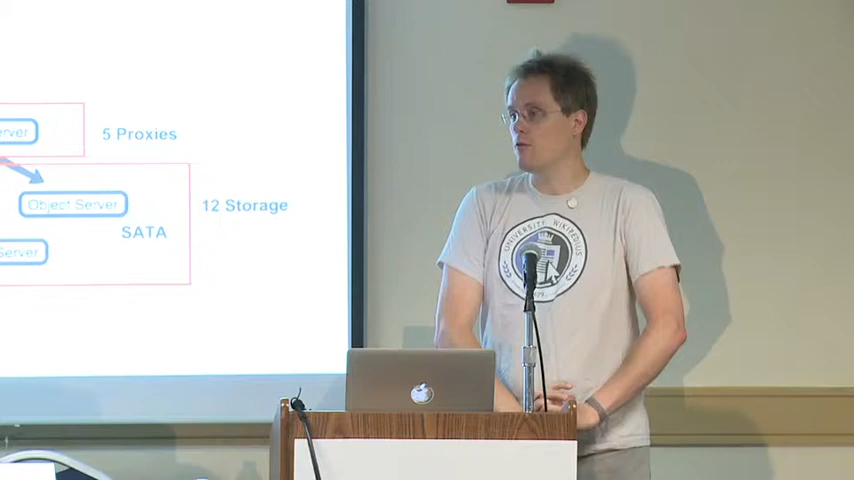 erver
5 Proxies
Object Server
12 Storage
SATA
Server
UNIVERSITY WIKIPEDIUS